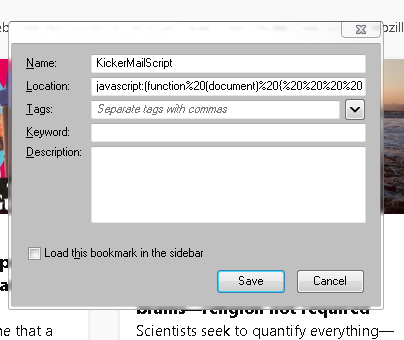 Name: KickerMailScript
Location: javascript:(function%20(document)%20{%20%20%20%20
Tags: Separate tags with commas
Keyword:
Description:
Load this bookmark in the sidebar
Save Cancel
religion not required
ne that a
Scientists seek to quantify everything—